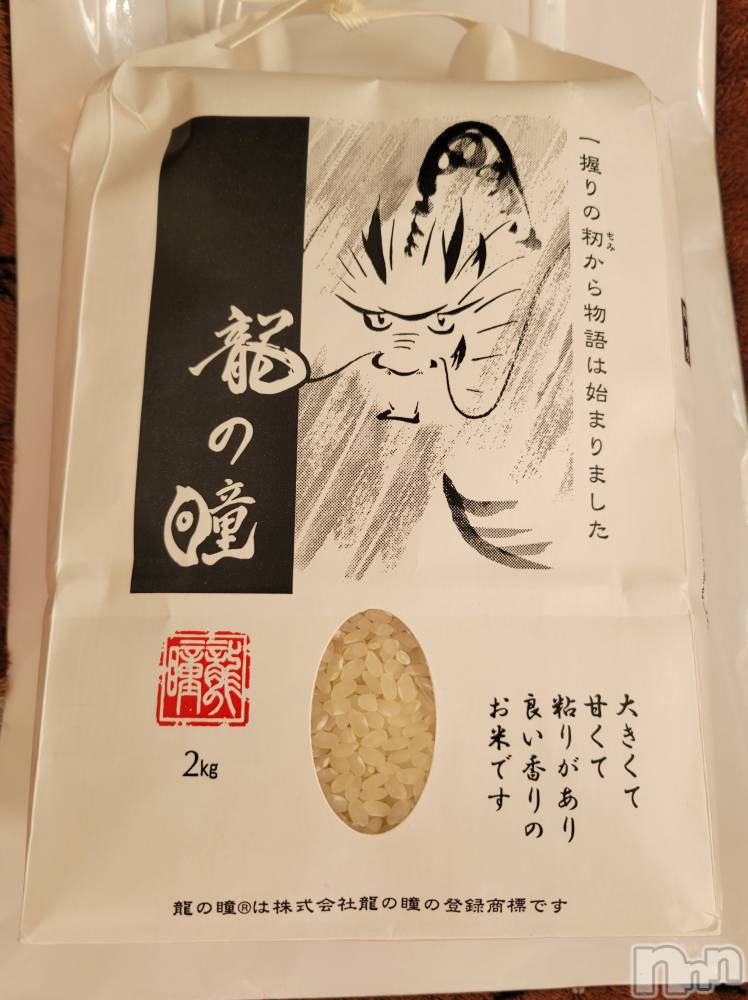 一握りの籾から物語は始まりました
もみ
龍の瞳
龍瞳
2kg
大きくて
甘くて
粘りがあり
良い香りの
お米です
龍の瞳®は株式会社龍の瞳の登録商標です
nnn